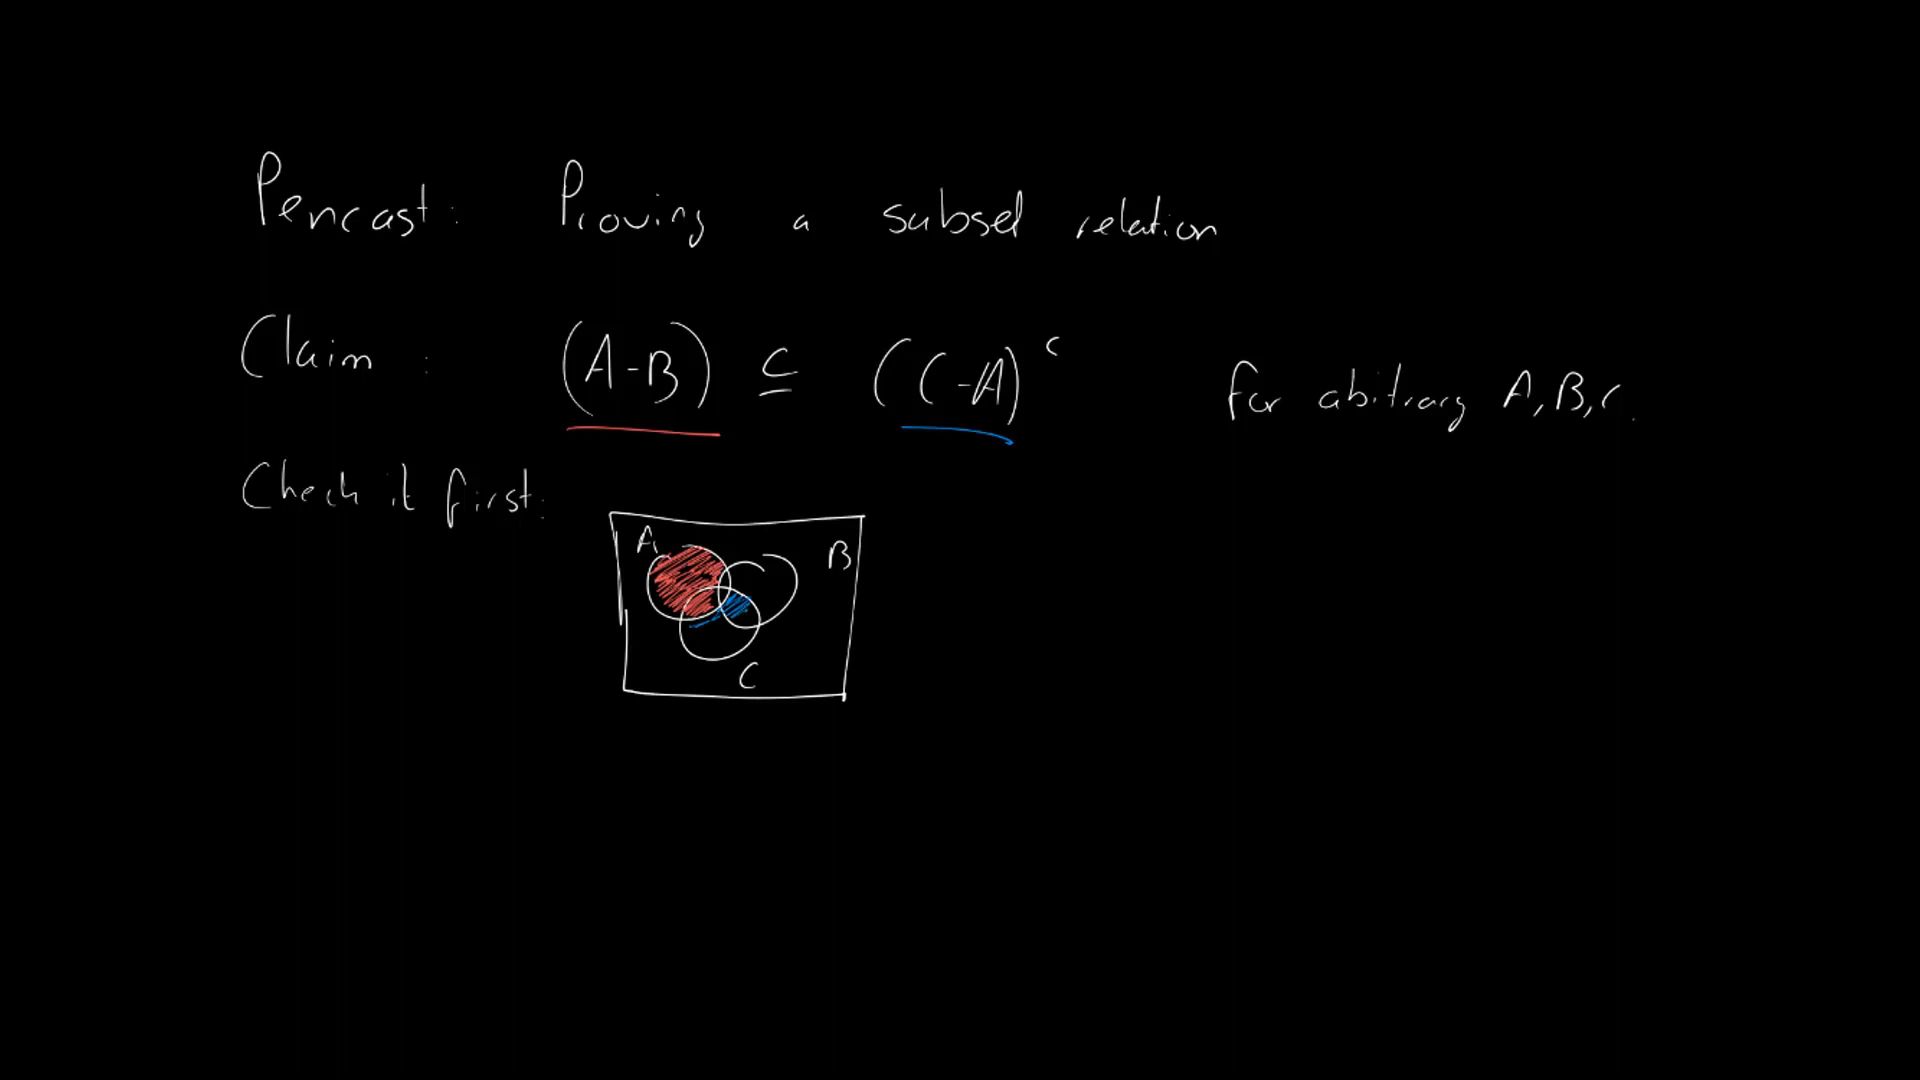 Pencast: Proving a subset relation
Claim: (A-B) ⊆ (C-A)ᶜ for abitrary A, B, C.
Check it first:
A
B
C